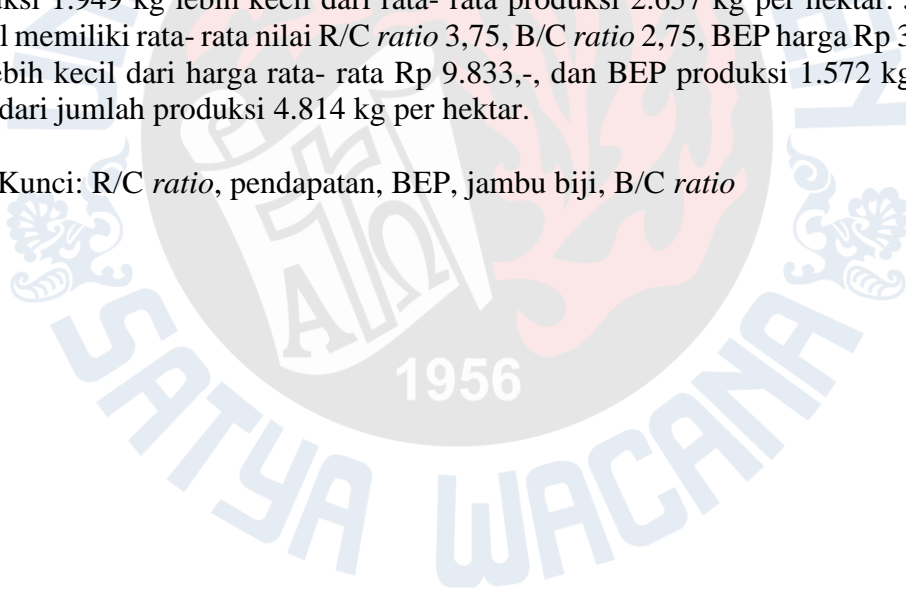 1.949 kg lebih kecil dari rata- rata produksi 2.657 kg per hektar.
memiliki rata- rata nilai R/C ratio 3,75, B/C ratio 2,75, BEP harga Rp
kecil dari harga rata- rata Rp 9.833,-, dan BEP produksi 1.572 kg
dari jumlah produksi 4.814 kg per hektar.
Kunci: R/C ratio, pendapatan, BEP, jambu biji, B/C ratio
1956
SATYA WACANA